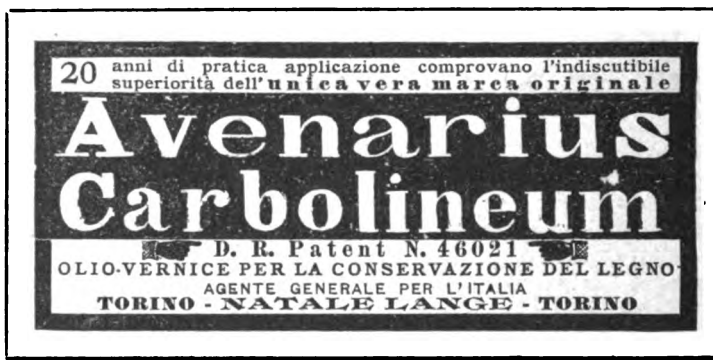 20 anni di pratica applicazione comprovano l'indiscutibile
superiorità dell'unica vera marca originale
Avenarius
Carbolineum
D. R. Patent N. 46021
OLIO-VERNICE PER LA CONSERVAZIONE DEL LEGNO
AGENTE GENERALE PER L'ITALIA
TORINO - NATALE LANGE - TORINO